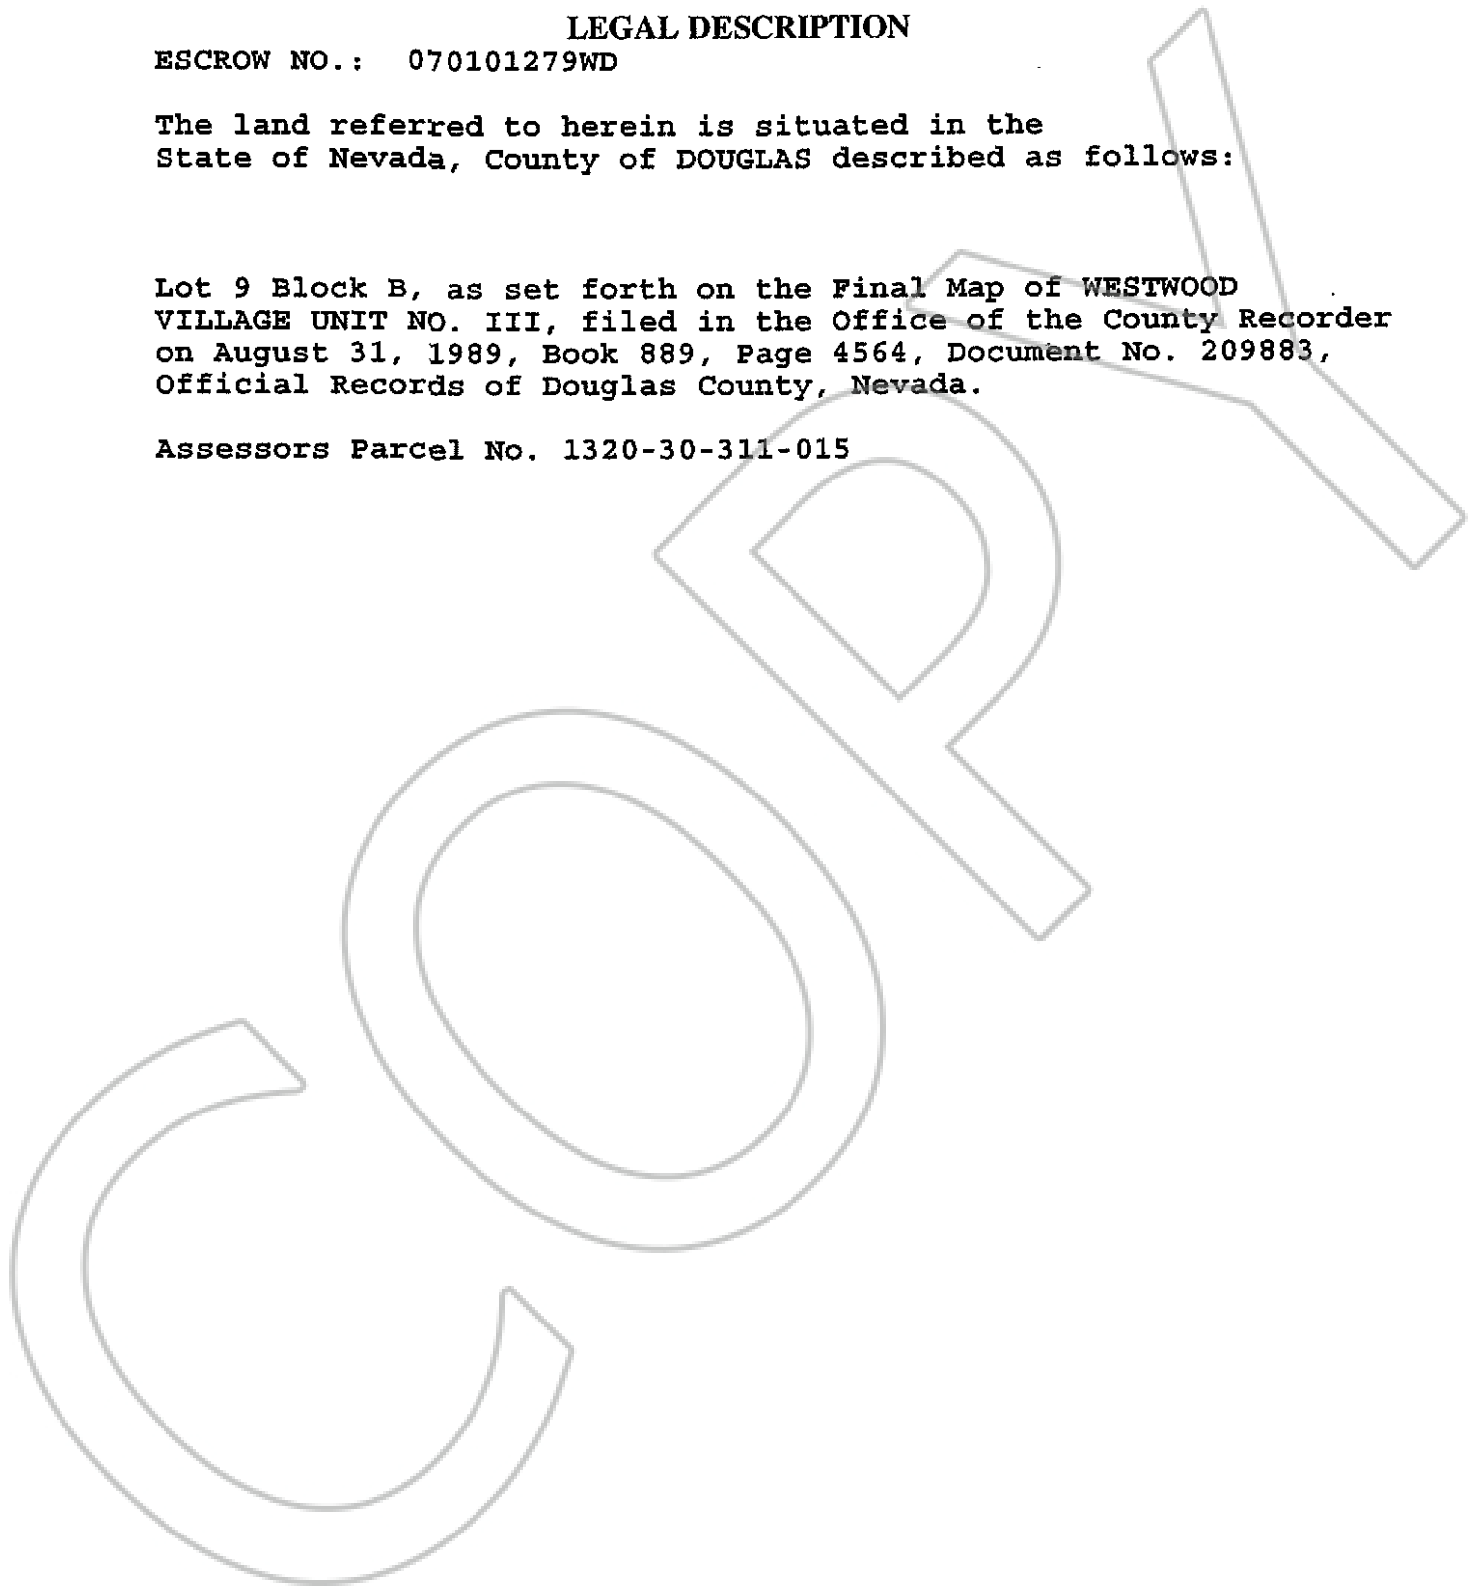 LEGAL DESCRIPTION
ESCROW NO.: 070101279WD
The land referred to herein is situated in the
State of Nevada, County of DOUGLAS described as follows:
Lot 9 Block B, as set forth on the Final Map of WESTWOOD
VILLAGE UNIT NO. III, filed in the Office of the County Recorder
on August 31, 1989, Book 889, Page 4564, Document No. 209883,
Official Records of Douglas County, Nevada.
Assessors Parcel No. 1320-30-311-015
COPY